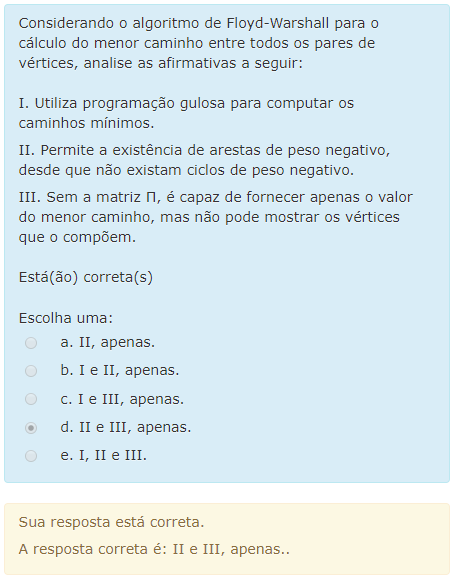 Considerando o algoritmo de Floyd-Warshall para o
cálculo do menor caminho entre todos os pares de
vértices, analise as afirmativas a seguir:
I. Utiliza programação gulosa para computar os
caminhos mínimos.
II. Permite a existência de arestas de peso negativo,
desde que não existam ciclos de peso negativo.
III. Sem a matriz Π, é capaz de fornecer apenas o valor
do menor caminho, mas não pode mostrar os vértices
que o compõem.
Está(ão) correta(s)
Escolha uma:
a. II, apenas.
b. I e II, apenas.
c. I e III, apenas.
d. II e III, apenas.
e. I, II e III.
Sua resposta está correta.
A resposta correta é: II e III, apenas..